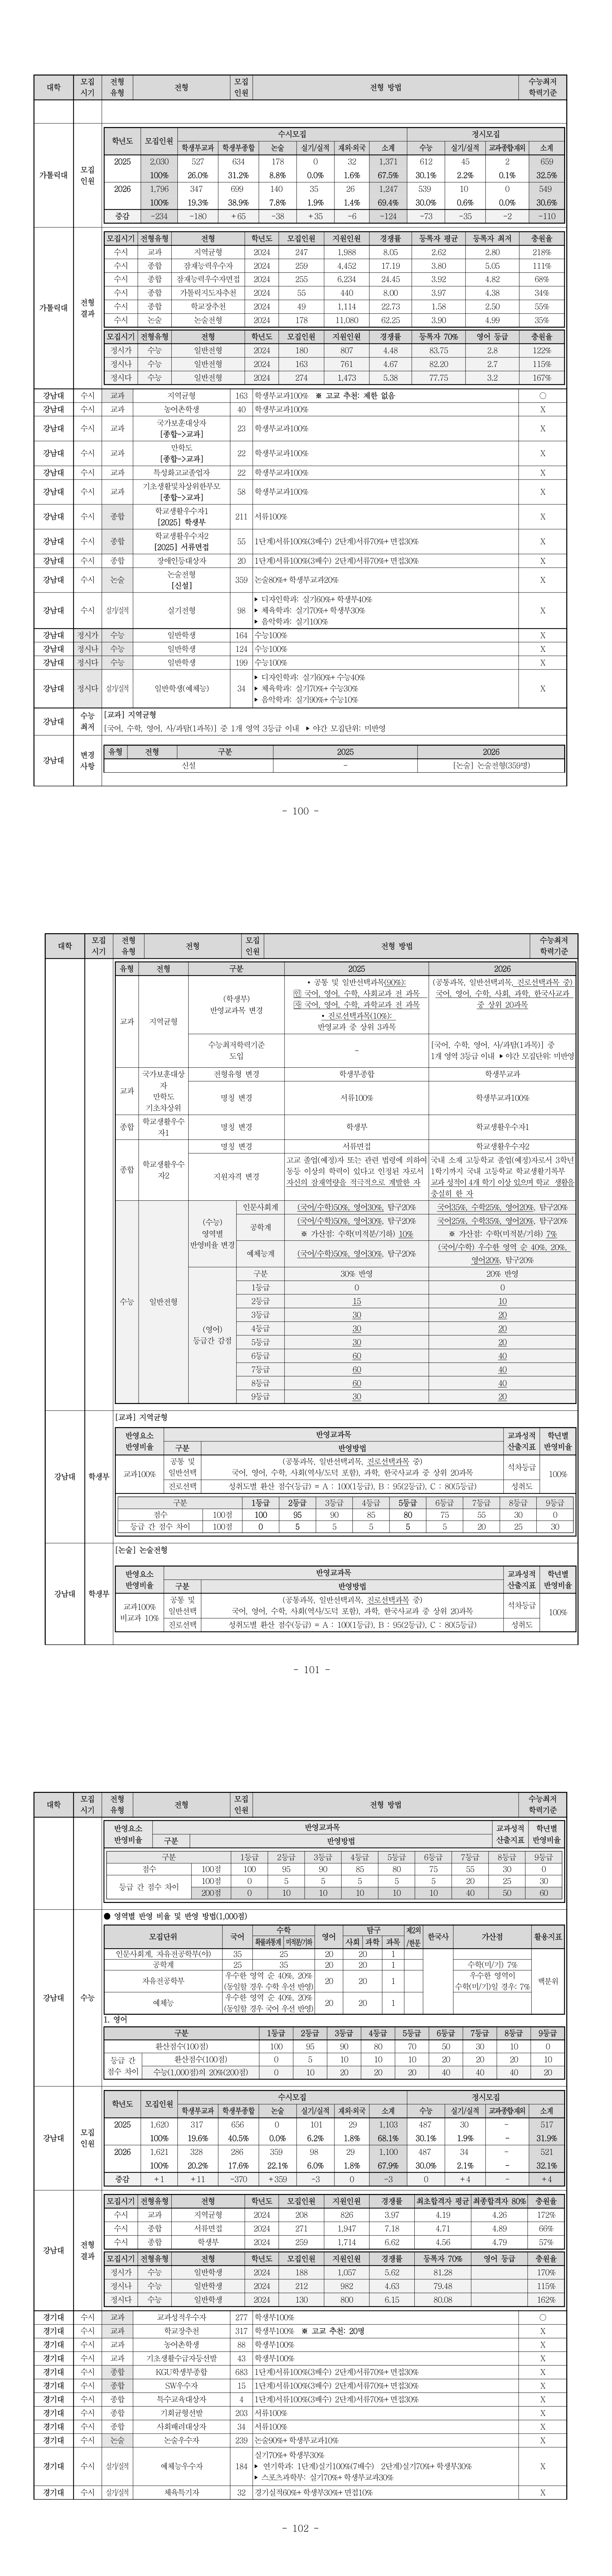 대학 모집시기 전형유형 전형 모집인원 전형 방법 수능최저학력기준
가톨릭대 모집인원
학년도 모집인원 수시모집 정시모집
학생부교과 학생부종합 논술 실기/실적 재외·외국 소계 수능 실기/실적 교과종합재외 소계
2025 2,030 527 634 178 0 32 1,371 612 45 2 659
100% 26.0% 31.2% 8.8% 0.0% 1.6% 67.5% 30.1% 2.2% 0.1% 32.5%
2026 1,796 347 699 140 35 26 1,247 539 10 0 549
100% 19.3% 38.9% 7.8% 1.9% 1.4% 69.4% 30.0% 0.6% 0.0% 30.6%
증감 -234 -180 +65 -38 +35 -6 -124 -73 -35 -2 -110
가톨릭대 전형결과
모집시기 전형유형 전형 학년도 모집인원 지원인원 경쟁률 등록자 평균 등록자 최저 충원율
수시 교과 지역균형 2024 247 1,988 8.05 2.62 2.80 218%
수시 종합 잠재능력우수자 2024 259 4,452 17.19 3.80 5.05 111%
수시 종합 잠재능력우수자면접 2024 255 6,234 24.45 3.92 4.82 68%
수시 종합 가톨릭지도자추천 2024 55 440 8.00 3.97 4.38 34%
수시 종합 학교장추천 2024 49 1,114 22.73 1.58 2.50 55%
수시 논술 논술전형 2024 178 11,080 62.25 3.90 4.99 35%
모집시기 전형유형 전형 학년도 모집인원 지원인원 경쟁률 등록자 70% 영어 등급 충원율
정시가 수능 일반전형 2024 180 807 4.48 83.75 2.8 122%
정시나 수능 일반전형 2024 163 761 4.67 82.20 2.7 115%
정시다 수능 일반전형 2024 274 1,473 5.38 77.75 3.2 167%
강남대 수시 교과 지역균형 163 학생부교과100% ※ 고교 추천: 제한 없음 ○
강남대 수시 교과 농어촌학생 40 학생부교과100% X
강남대 수시 교과 국가보훈대상자 [종합->교과] 23 학생부교과100% X
강남대 수시 교과 만학도 [종합->교과] 22 학생부교과100% X
강남대 수시 교과 특성화고교졸업자 22 학생부교과100% X
강남대 수시 교과 기초생활및차상위한부모 [종합->교과] 58 학생부교과100% X
강남대 수시 종합 학교생활우수자1 [2025] 학생부 211 서류100% X
강남대 수시 종합 학교생활우수자2 [2025] 서류면접 55 1단계)서류100%(3배수) 2단계)서류70%+면접30% X
강남대 수시 종합 장애인등대상자 20 1단계)서류100%(3배수) 2단계)서류70%+면접30% X
강남대 수시 논술 논술전형 [신설] 359 논술80%+학생부교과20% X
강남대 수시 실기/실적 실기전형 98 ▶ 디자인학과: 실기60%+학생부40%
▶ 체육학과: 실기70%+학생부30% X
▶ 음악학과: 실기100%
강남대 정시가 수능 일반학생 164 수능100% X
강남대 정시나 수능 일반학생 124 수능100% X
강남대 정시다 수능 일반학생 199 수능100% X
강남대 정시다 실기/실적 일반학생(예체능) 34 ▶ 디자인학과: 실기60%+수능40%
▶ 체육학과: 실기70%+수능30% X
▶ 음악학과: 실기90%+수능10%
강남대 수능최저 [교과] 지역균형
[국어, 수학, 영어, 사/과탐(1과목)] 중 1개 영역 3등급 이내 ▶야간 모집단위: 미반영
강남대 변경사항
유형 전형 구분 2025 2026
신설 - [논술] 논술전형(359명)
- 100 -
대학 모집시기 전형유형 전형 모집인원 전형 방법 수능최저학력기준
유형 전형 구분 2025 2026
교과 지역균형 (학생부) 반영교과목 변경
• 공통 및 일반선택과목(90%):
인 국어, 영어, 수학, 사회교과 전 과목
자 국어, 영어, 수학, 과학교과 전 과목
• 진로선택과목(10%):
반영교과 중 상위 3과목
(공통과목, 일반선택과목, 진로선택과목 중)
국어, 영어, 수학, 사회, 과학, 한국사교과
중 상위 20과목
수능최저학력기준 도입 - [국어, 수학, 영어, 사/과탐(1과목)] 중
1개 영역 3등급 이내 ▶야간 모집단위: 미반영
교과 국가보훈대상자 만학도 기초차상위 전형유형 변경 학생부종합 학생부교과
명칭 변경 서류100% 학생부교과100%
종합 학교생활우수자1 명칭 변경 학생부 학교생활우수자1
종합 학교생활우수자2 명칭 변경 서류면접 학교생활우수자2
지원자격 변경
고교 졸업(예정)자 또는 관련 법령에 의하여
동등 이상의 학력이 있다고 인정된 자로서
자신의 잠재역량을 적극적으로 개발한 자
국내 소재 고등학교 졸업(예정)자로서 3학년
1학기까지 국내 고등학교 학교생활기록부
교과 성적이 4개 학기 이상 있으며 학교 생활을
충실히 한 자
수능 일반전형 (수능) 영역별 반영비율 변경
인문사회계 (국어/수학)50%, 영어30%, 탐구20% 국어35%, 수학25%, 영어20%, 탐구20%
공학계 (국어/수학)50%, 영어30%, 탐구20% 국어25%, 수학35%, 영어20%, 탐구20%
※ 가산점: 수학(미적분/기하) 10% ※ 가산점: 수학(미적분/기하) 7%
예체능계 (국어/수학)50%, 영어30%, 탐구20% (국어/수학) 우수한 영역 순 40%, 20%,
영어20%, 탐구20%
(영어) 등급간 감점
구분 30% 반영 20% 반영
1등급 0 0
2등급 15 10
3등급 30 20
4등급 30 20
5등급 30 20
6등급 60 40
7등급 60 40
8등급 60 40
9등급 30 20
강남대 학생부
[교과] 지역균형
반영요소 반영비율 반영교과목 교과성적 산출지표 학년별 반영비율
구분 반영방법
교과100% 공통 및 일반선택 (공통과목, 일반선택과목, 진로선택과목 중)
국어, 영어, 수학, 사회(역사/도덕 포함), 과학, 한국사교과 중 상위 20과목 석차등급 100%
진로선택 성취도별 환산 점수(등급) = A : 100(1등급), B : 95(2등급), C : 80(5등급) 성취도
구분 1등급 2등급 3등급 4등급 5등급 6등급 7등급 8등급 9등급
점수 100점 100 95 90 85 80 75 55 30 0
등급 간 점수 차이 100점 0 5 5 5 5 5 20 25 30
강남대 학생부
[논술] 논술전형
반영요소 반영비율 반영교과목 교과성적 산출지표 학년별 반영비율
구분 반영방법
교과100% 비교과 10% 공통 및 일반선택 (공통과목, 일반선택과목, 진로선택과목 중)
국어, 영어, 수학, 사회(역사/도덕 포함), 과학, 한국사교과 중 상위 20과목 석차등급 100%
진로선택 성취도별 환산 점수(등급) = A : 100(1등급), B : 95(2등급), C : 80(5등급) 성취도
- 101 -
대학 모집시기 전형유형 전형 모집인원 전형 방법 수능최저학력기준
반영요소 반영비율 반영교과목 교과성적 산출지표 학년별 반영비율
구분 반영방법
구분 1등급 2등급 3등급 4등급 5등급 6등급 7등급 8등급 9등급
점수 100점 100 95 90 85 80 75 55 30 0
등급 간 점수 차이 100점 0 5 5 5 5 5 20 25 30
200점 0 10 10 10 10 10 40 50 60
강남대 수능
● 영역별 반영 비율 및 반영 방법(1,000점)
모집단위 국어 수학 영어 탐구 제2외/한문 한국사 가산점 활용지표
확률과통계 미적분/기하 사회 과학 과목
인문사회계, 자유전공학부(야) 35 25 20 20 1
공학계 25 35 20 20 1 수학(미/기) 7%
자유전공학부 우수한 영역 순 40%, 20%
(동일할 경우 수학 우선 반영) 20 20 1 우수한 영역이
수학(미/기)일 경우: 7% 백분위
예체능 우수한 영역 순 40%, 20%
(동일할 경우 국어 우선 반영) 20 20 1
1. 영어
구분 1등급 2등급 3등급 4등급 5등급 6등급 7등급 8등급 9등급
환산점수(100점) 100 95 90 80 70 50 30 10 0
등급 간 점수 차이 환산점수(100점) 0 5 10 10 10 20 20 20 10
수능(1,000점)의 20%(200점) 0 10 20 20 20 40 40 40 20
강남대 모집인원
학년도 모집인원 수시모집 정시모집
학생부교과 학생부종합 논술 실기/실적 재외·외국 소계 수능 실기/실적 교과종합재외 소계
2025 1,620 317 656 0 101 29 1,103 487 30 - 517
100% 19.6% 40.5% 0.0% 6.2% 1.8% 68.1% 30.1% 1.9% - 31.9%
2026 1,621 328 286 359 98 29 1,100 487 34 - 521
100% 20.2% 17.6% 22.1% 6.0% 1.8% 67.9% 30.0% 2.1% - 32.1%
증감 +1 +11 -370 +359 -3 0 -3 0 +4 - +4
강남대 전형결과
모집시기 전형유형 전형 학년도 모집인원 지원인원 경쟁률 최초합격자 평균 최종합격자 80% 충원율
수시 교과 지역균형 2024 208 826 3.97 4.19 4.26 172%
수시 종합 서류면접 2024 271 1,947 7.18 4.71 4.89 66%
수시 종합 학생부 2024 259 1,714 6.62 4.56 4.79 57%
모집시기 전형유형 전형 학년도 모집인원 지원인원 경쟁률 등록자 70% 영어 등급 충원율
정시가 수능 일반학생 2024 188 1,057 5.62 81.28 170%
정시나 수능 일반학생 2024 212 982 4.63 79.48 115%
정시다 수능 일반학생 2024 130 800 6.15 80.08 162%
경기대 수시 교과 교과성적우수자 277 학생부100% ○
경기대 수시 교과 학교장추천 317 학생부100% ※ 고교 추천: 20명 X
경기대 수시 교과 농어촌학생 88 학생부100% X
경기대 수시 교과 기초생활수급자등선발 43 학생부100% X
경기대 수시 종합 KGU학생부종합 683 1단계)서류100%(3배수) 2단계)서류70%+면접30% X
경기대 수시 종합 SW우수자 15 1단계)서류100%(3배수) 2단계)서류70%+면접30% X
경기대 수시 종합 특수교육대상자 4 1단계)서류100%(3배수) 2단계)서류70%+면접30% X
경기대 수시 종합 기회균형선발 203 서류100% X
경기대 수시 종합 사회배려대상자 34 서류100% X
경기대 수시 논술 논술우수자 239 논술90%+학생부교과10% X
경기대 수시 실기/실적 예체능우수자 184 실기70%+학생부30%
▶ 연기학과: 1단계)실기100%(7배수) 2단계)실기70%+학생부30% X
▶ 스포츠과학부: 실기70%+학생부교과30%
경기대 수시 실기/실적 체육특기자 32 경기실적60%+학생부30%+면접10% X
- 102 -